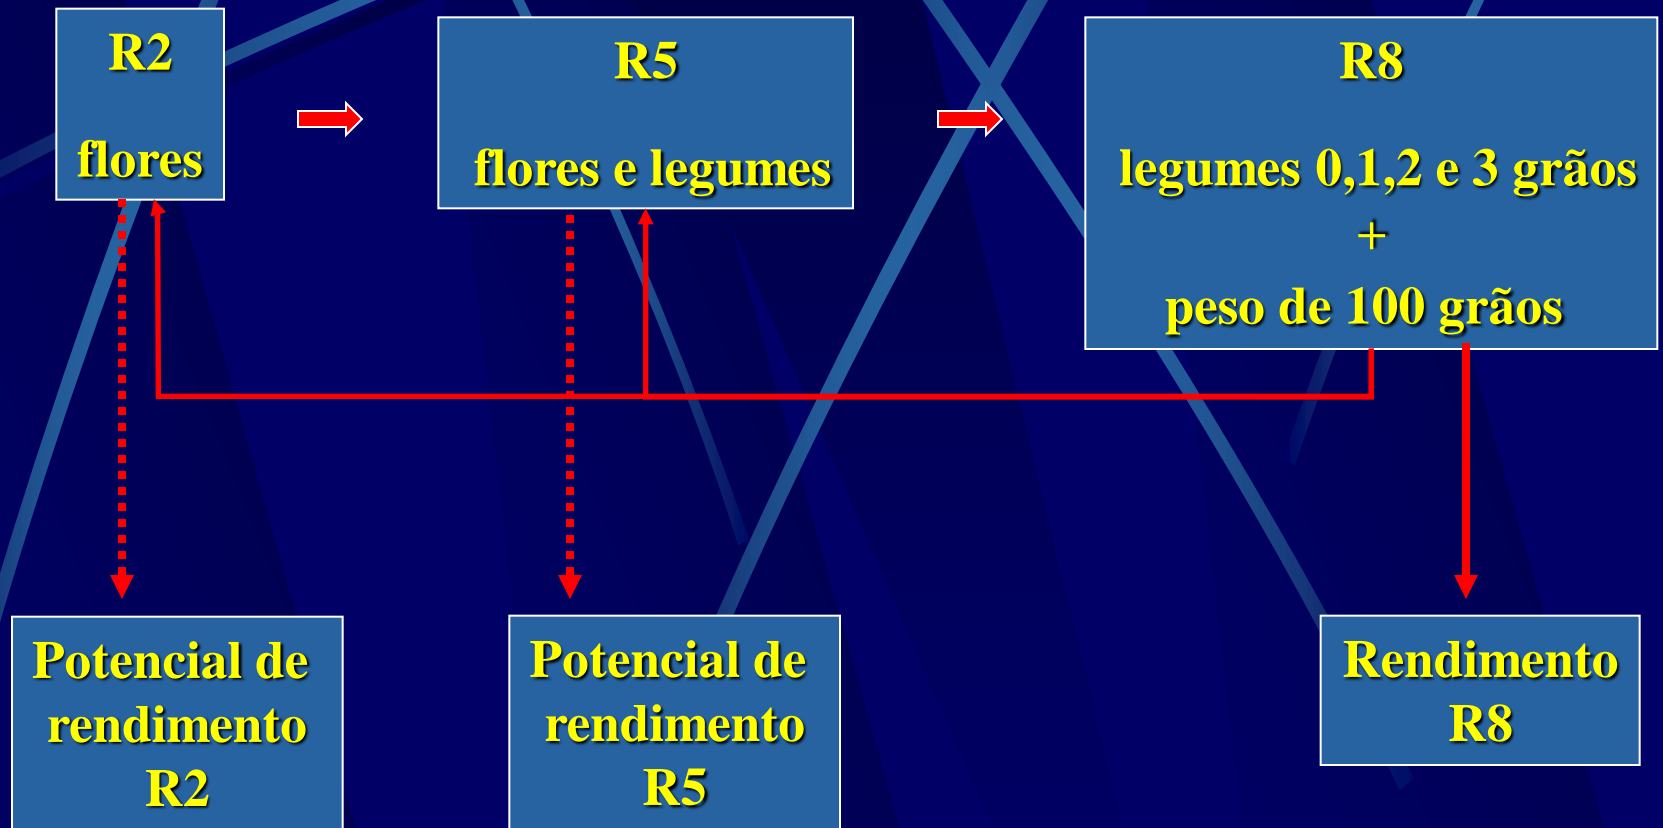 R2
flores
R5
flores e legumes
R8
legumes 0,1,2 e 3 grãos
+
peso de 100 grãos
Potencial de
rendimento
R2
Potencial de
rendimento
R5
Rendimento
R8